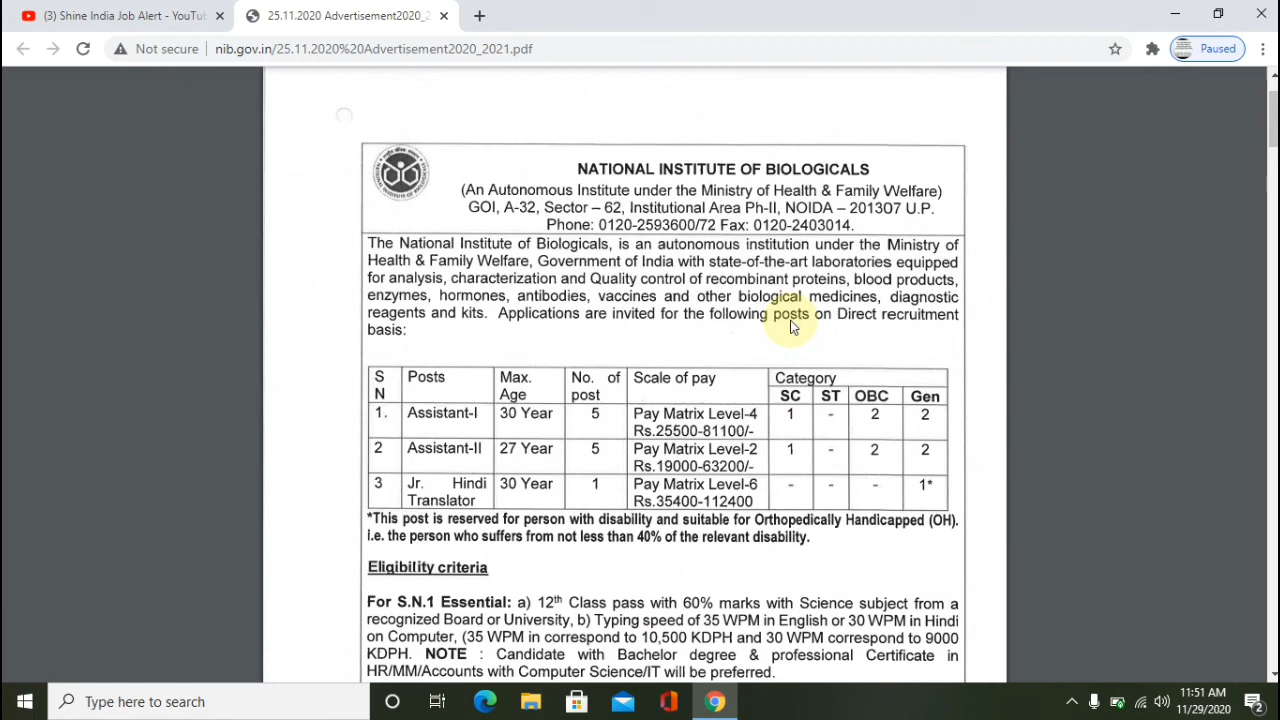 (3) Shine India Job Alert - YouTu
25.11.2020 Advertisement2020_2
Not secure
nib.gov.in/25.11.2020%20Advertisement2020_2021.pdf
Paused
NATIONAL INSTITUTE OF BIOLOGICALS
(An Autonomous Institute under the Ministry of Health & Family Welfare)
GOI, A-32, Sector – 62, Institutional Area Ph-II, NOIDA – 201307 U.P.
Phone: 0120-2593600/72 Fax: 0120-2403014.
The National Institute of Biologicals, is an autonomous institution under the Ministry of
Health & Family Welfare, Government of India with state-of-the-art laboratories equipped
for analysis, characterization and Quality control of recombinant proteins, blood products,
enzymes, hormones, antibodies, vaccines and other biological medicines, diagnostic
reagents and kits. Applications are invited for the following posts on Direct recruitment
basis:
S N Posts Max. Age No. of post Scale of pay Category
SC ST OBC Gen
1. Assistant-I 30 Year 5 Pay Matrix Level-4 1 - 2 2
Rs.25500-81100/-
2 Assistant-II 27 Year 5 Pay Matrix Level-2 1 - 2 2
Rs.19000-63200/-
3 Jr. Hindi 30 Year 1 Pay Matrix Level-6 - - - 1*
Translator Rs.35400-112400
*This post is reserved for person with disability and suitable for Orthopedically Handicapped (OH).
i.e. the person who suffers from not less than 40% of the relevant disability.
Eligibility criteria
For S.N.1 Essential: a) 12th Class pass with 60% marks with Science subject from a
recognized Board or University, b) Typing speed of 35 WPM in English or 30 WPM in Hindi
on Computer, (35 WPM in correspond to 10,500 KDPH and 30 WPM correspond to 9000
KDPH. NOTE : Candidate with Bachelor degree & professional Certificate in
HR/MM/Accounts with Computer Science/IT will be preferred.
Type here to search
11:51 AM
11/29/2020
2